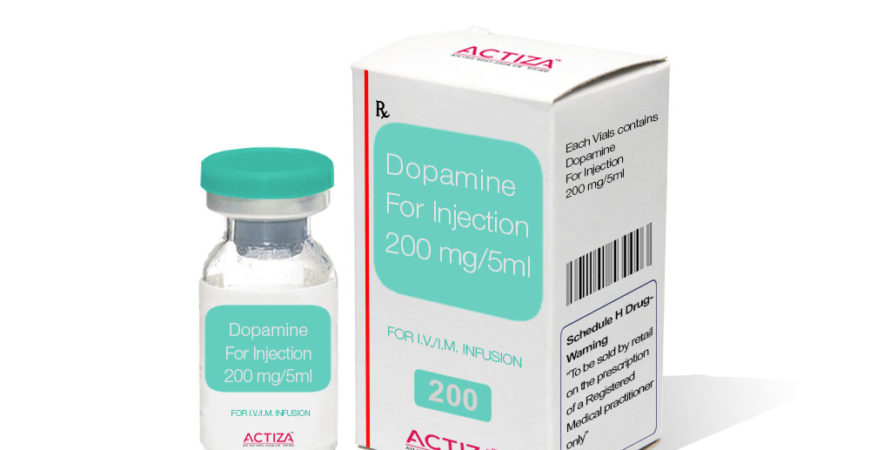 Dopamine
For Injection
200 mg/5ml
FOR I.V./I.M. INFUSION
ACTIZA
ACTIZA™
Rx
Dopamine
For Injection
200 mg/5ml
FOR I.V./I.M. INFUSION
200
ACTIZA
Each Vials contains
Dopamine
For Injection
200 mg/5ml
Schedule H Drug-
Warning
"To be sold by retail
on the prescription
of a Registered
Medical practitioner
only"